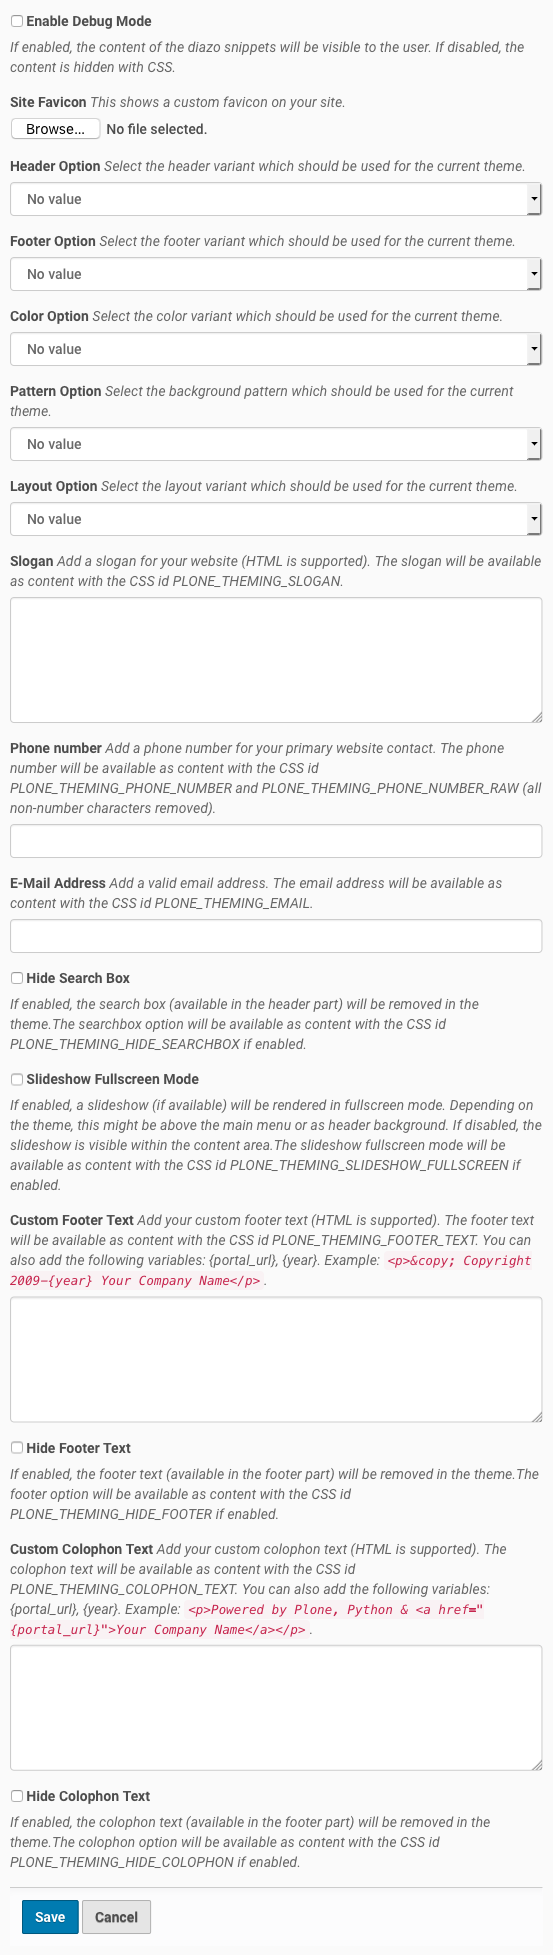 Enable Debug Mode
If enabled, the content of the diazo snippets will be visible to the user. If disabled, the
content is hidden with CSS.
Site Favicon This shows a custom favicon on your site.
Browse... No file selected.
Header Option Select the header variant which should be used for the current theme.
No value
Footer Option Select the footer variant which should be used for the current theme.
No value
Color Option Select the color variant which should be used for the current theme.
No value
Pattern Option Select the background pattern which should be used for the current
theme.
No value
Layout Option Select the layout variant which should be used for the current theme.
No value
Slogan Add a slogan for your website (HTML is supported). The slogan will be available
as content with the CSS id PLONE_THEMING_SLOGAN.
Phone number Add a phone number for your primary website contact. The phone
number will be available as content with the CSS id
PLONE_THEMING_PHONE_NUMBER and PLONE_THEMING_PHONE_NUMBER_RAW (all
non-number characters removed).
E-Mail Address Add a valid email address. The email address will be available as
content with the CSS id PLONE_THEMING_EMAIL.
Hide Search Box
If enabled, the search box (available in the header part) will be removed in the
theme.The searchbox option will be available as content with the CSS id
PLONE_THEMING_HIDE_SEARCHBOX if enabled.
Slideshow Fullscreen Mode
If enabled, a slideshow (if available) will be rendered in fullscreen mode. Depending on
the theme, this might be above the main menu or as header background. If disabled, the
slideshow is visible within the content area.The slideshow fullscreen mode will be
available as content with the CSS id PLONE_THEMING_SLIDESHOW_FULLSCREEN if
enabled.
Custom Footer Text Add your custom footer text (HTML is supported). The footer text
will be available as content with the CSS id PLONE_THEMING_FOOTER_TEXT. You can
also add the following variables: {portal_url}, {year}. Example: <p>&copy; Copyright
2009–{year} Your Company Name</p> .
Hide Footer Text
If enabled, the footer text (available in the footer part) will be removed in the theme.The
footer option will be available as content with the CSS id
PLONE_THEMING_HIDE_FOOTER if enabled.
Custom Colophon Text Add your custom colophon text (HTML is supported). The
colophon text will be available as content with the CSS id
PLONE_THEMING_COLOPHON_TEXT. You can also add the following variables:
{portal_url}, {year}. Example: <p>Powered by Plone, Python & <a href="
{portal_url}">Your Company Name</a></p> .
Hide Colophon Text
If enabled, the colophon text (available in the footer part) will be removed in the
theme.The colophon option will be available as content with the CSS id
PLONE_THEMING_HIDE_COLOPHON if enabled.
Save Cancel